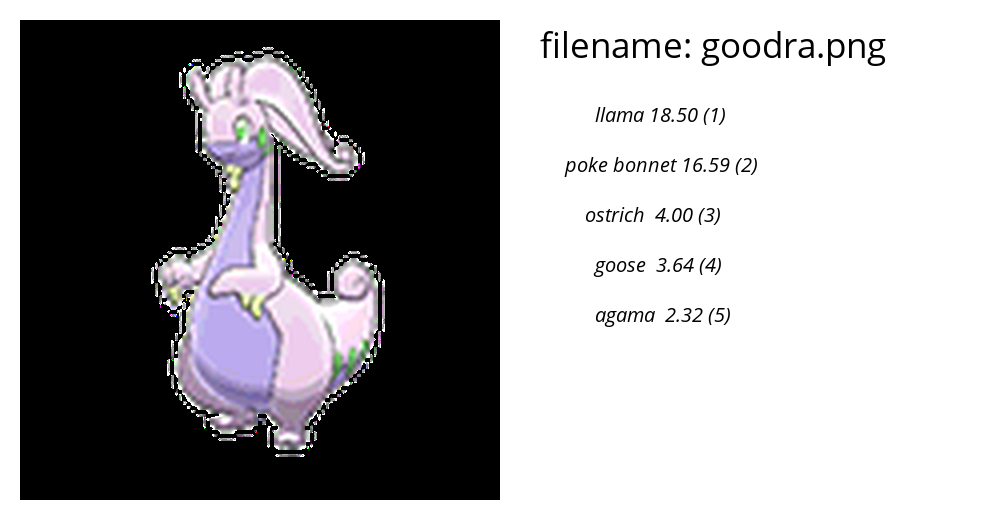 filename: goodra.png
llama 18.50 (1)
poke bonnet 16.59 (2)
ostrich 4.00 (3)
goose 3.64 (4)
agama 2.32 (5)